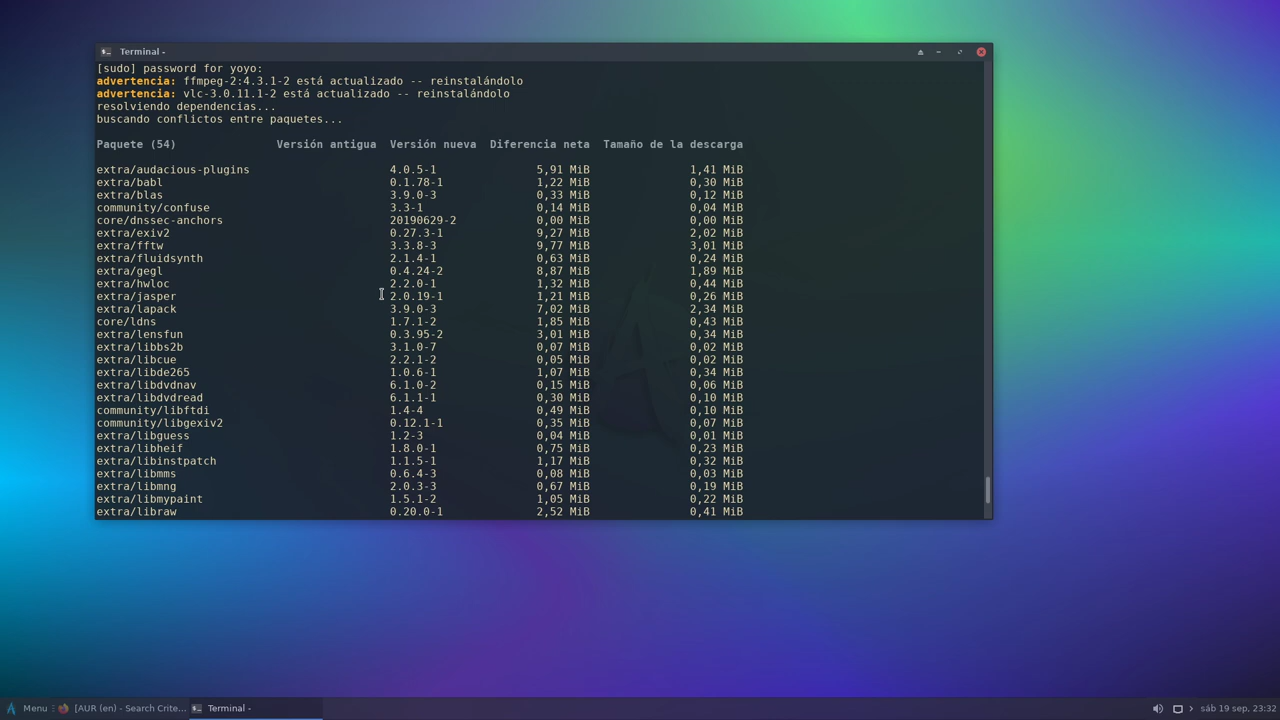 Terminal -
[sudo] password for yoyo:
advertencia: ffmpeg-2:4.3.1-2 está actualizado -- reinstalándolo
advertencia: vlc-3.0.11.1-2 está actualizado -- reinstalándolo
resolviendo dependencias...
buscando conflictos entre paquetes...
Paquete (54) Versión antigua Versión nueva Diferencia neta Tamaño de la descarga
extra/audacious-plugins 4.0.5-1 5,91 MiB 1,41 MiB
extra/babl 0.1.78-1 1,22 MiB 0,30 MiB
extra/blas 3.9.0-3 0,33 MiB 0,12 MiB
community/confuse 3.3-1 0,14 MiB 0,04 MiB
core/dnssec-anchors 20190629-2 0,00 MiB 0,00 MiB
extra/exiv2 0.27.3-1 9,27 MiB 2,02 MiB
extra/fftw 3.3.8-3 9,77 MiB 3,01 MiB
extra/fluidsynth 2.1.4-1 0,63 MiB 0,24 MiB
extra/gegl 0.4.24-2 8,87 MiB 1,89 MiB
extra/hwloc 2.2.0-1 1,32 MiB 0,44 MiB
extra/jasper 2.0.19-1 1,21 MiB 0,26 MiB
extra/lapack 3.9.0-3 7,02 MiB 2,34 MiB
core/ldns 1.7.1-2 1,85 MiB 0,43 MiB
extra/lensfun 0.3.95-2 3,01 MiB 0,34 MiB
extra/libbs2b 3.1.0-7 0,07 MiB 0,02 MiB
extra/libcue 2.2.1-2 0,05 MiB 0,02 MiB
extra/libde265 1.0.6-1 1,07 MiB 0,34 MiB
extra/libdvdnav 6.1.0-2 0,15 MiB 0,06 MiB
extra/libdvdread 6.1.1-1 0,30 MiB 0,10 MiB
community/libftdi 1.4-4 0,49 MiB 0,10 MiB
community/libgexiv2 0.12.1-1 0,35 MiB 0,07 MiB
extra/libguess 1.2-3 0,04 MiB 0,01 MiB
extra/libheif 1.8.0-1 0,75 MiB 0,23 MiB
extra/libinstpatch 1.1.5-1 1,17 MiB 0,32 MiB
extra/libmms 0.6.4-3 0,08 MiB 0,03 MiB
extra/libmng 2.0.3-3 0,67 MiB 0,19 MiB
extra/libmypaint 1.5.1-2 1,05 MiB 0,22 MiB
extra/libraw 0.20.0-1 2,52 MiB 0,41 MiB
Menu [AUR (en) - Search Crite... Terminal - sáb 19 sep, 23:32